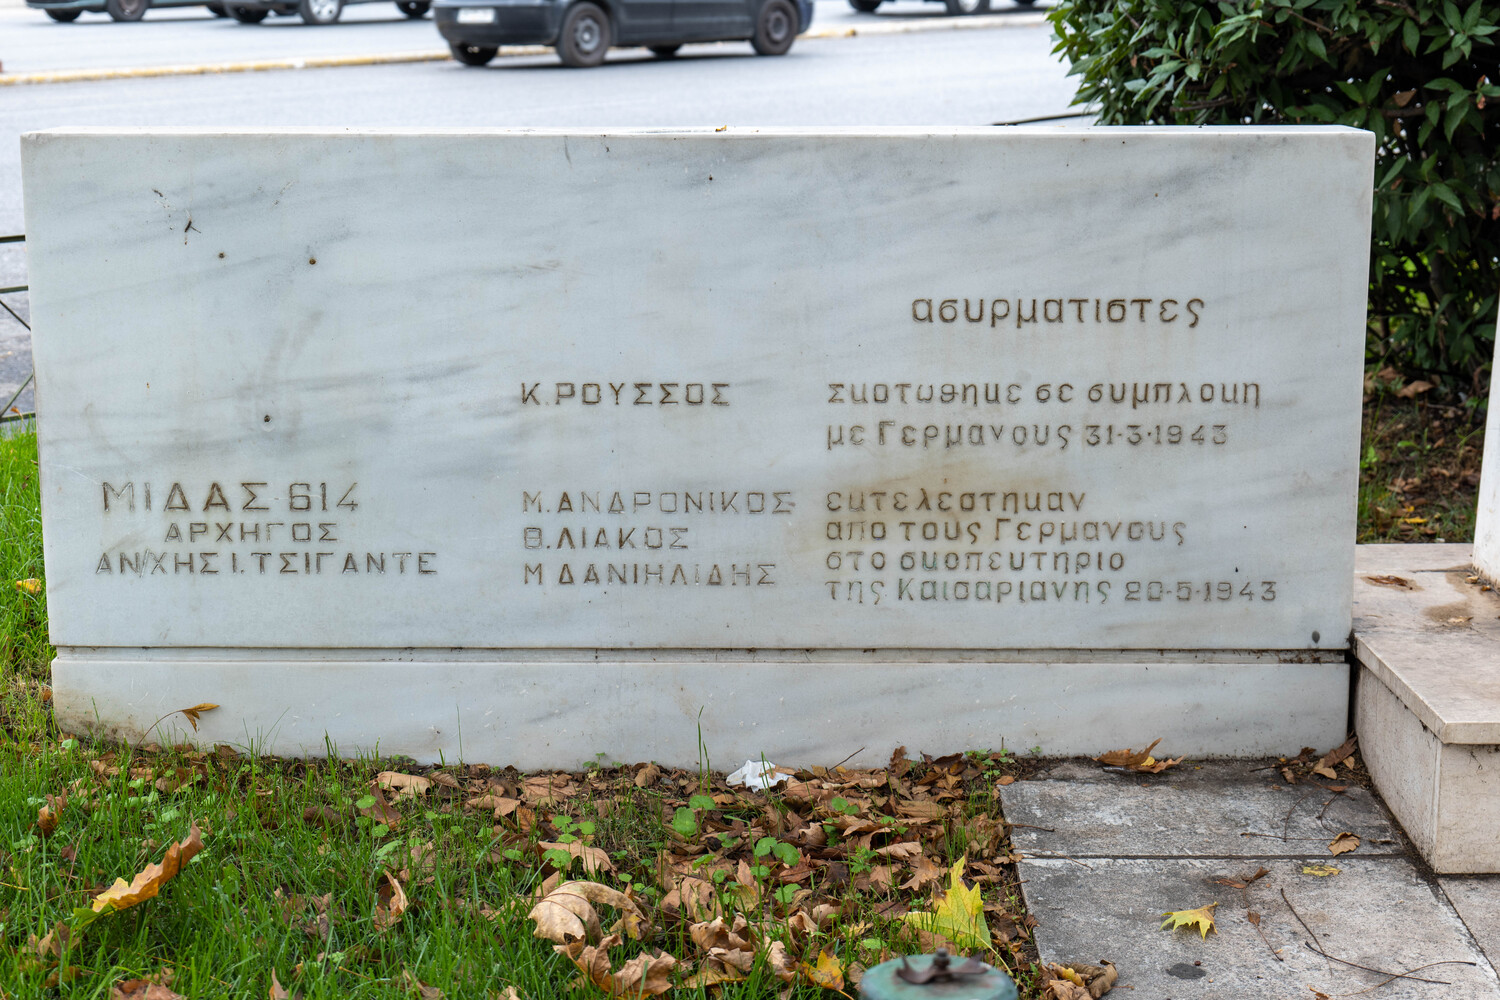 ασυρματιστες
Κ. ΡΟΥΣΣΟΣ
Σκοτωθηκε σε συμπλοκη
με Γερμανους 31·3·1943
ΜΙΔΑΣ 614
ΑΡΧΗΓΟΣ
ΑΝ/ΧΗΣ Ι. ΤΣΙΓΑΝΤΕ
Μ. ΑΝΔΡΟΝΙΚΟΣ
Θ. ΛΙΑΚΟΣ
Μ ΔΑΝΙΗΛΙΔΗΣ
εκτελεστηκαν
απο τους Γερμανους
στο σκοπευτηριο
της Καισαριανης 20·5·1943